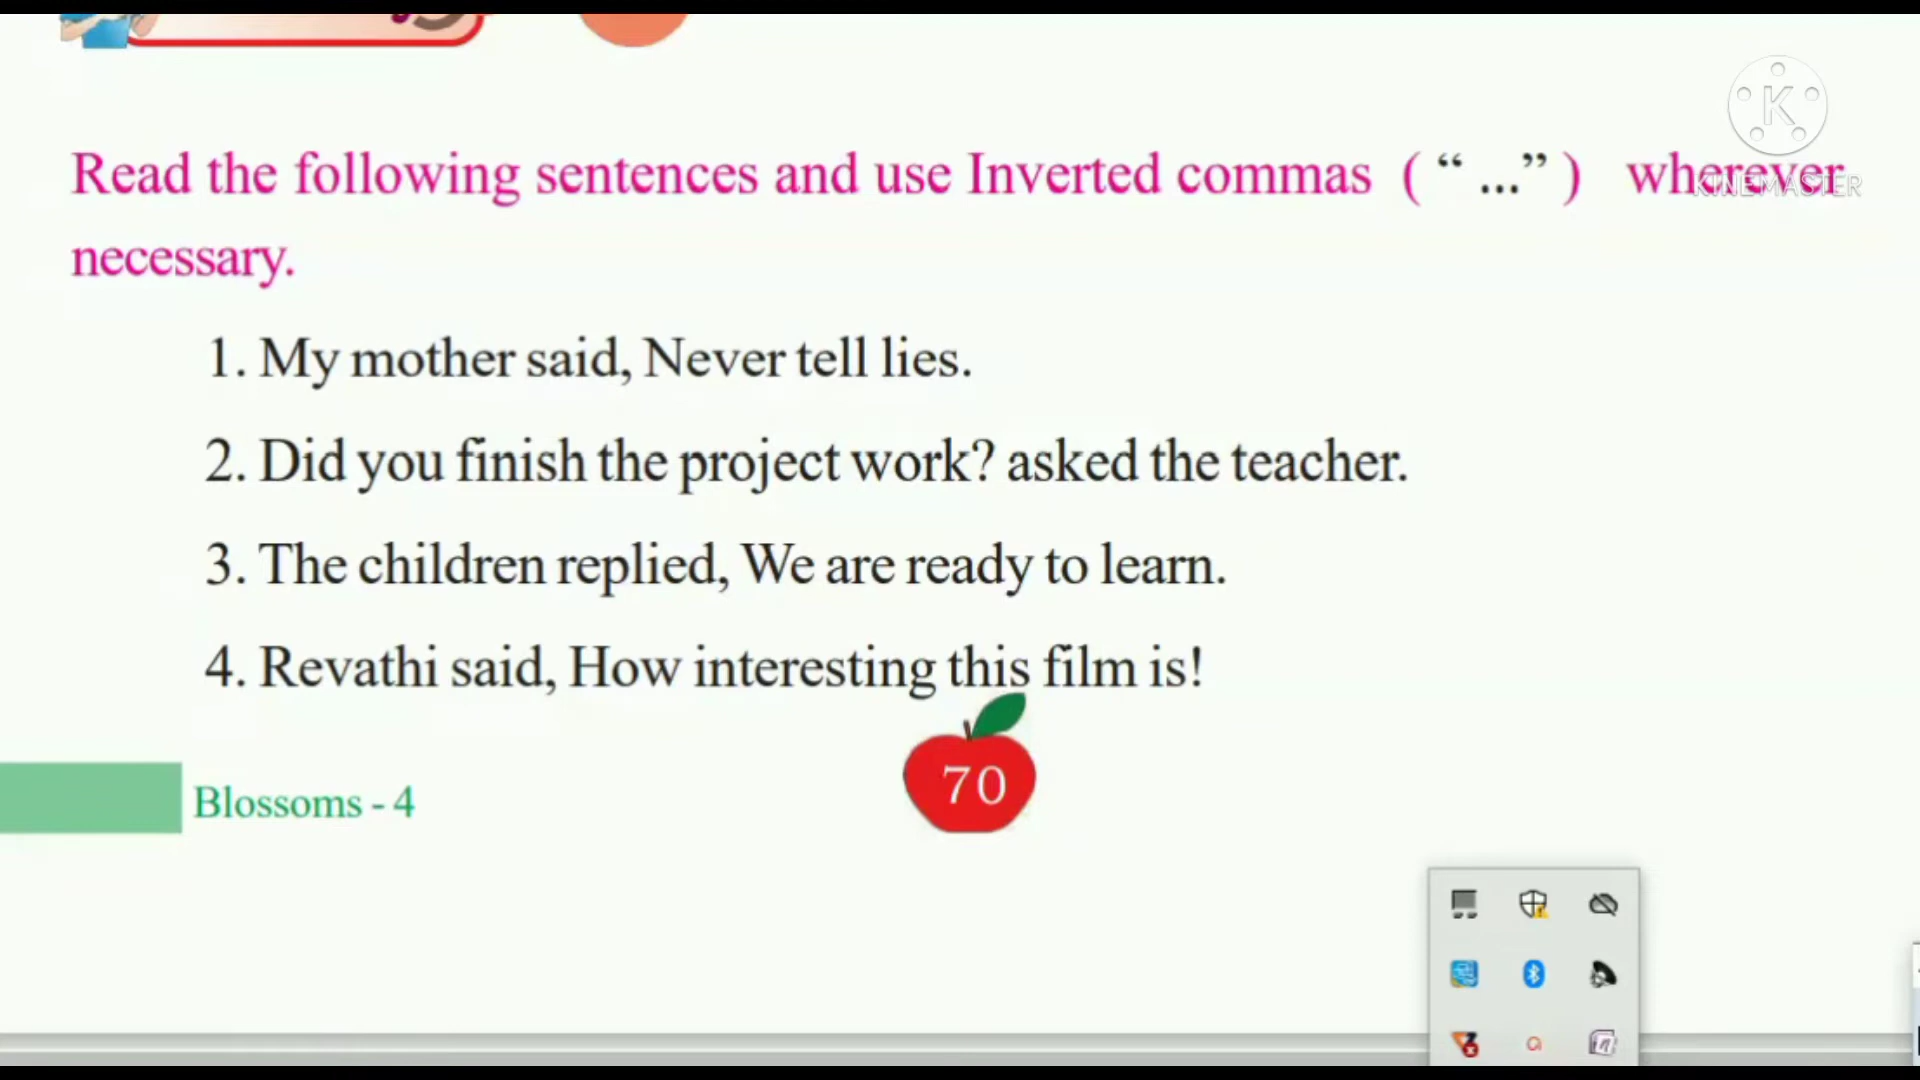 Read the following sentences and use Inverted commas ( “ ...” ) wherever
KINEMASTER
necessary.
1. My mother said, Never tell lies.
2. Did you finish the project work? asked the teacher.
3. The children replied, We are ready to learn.
4. Revathi said, How interesting this film is!
70
Blossoms - 4